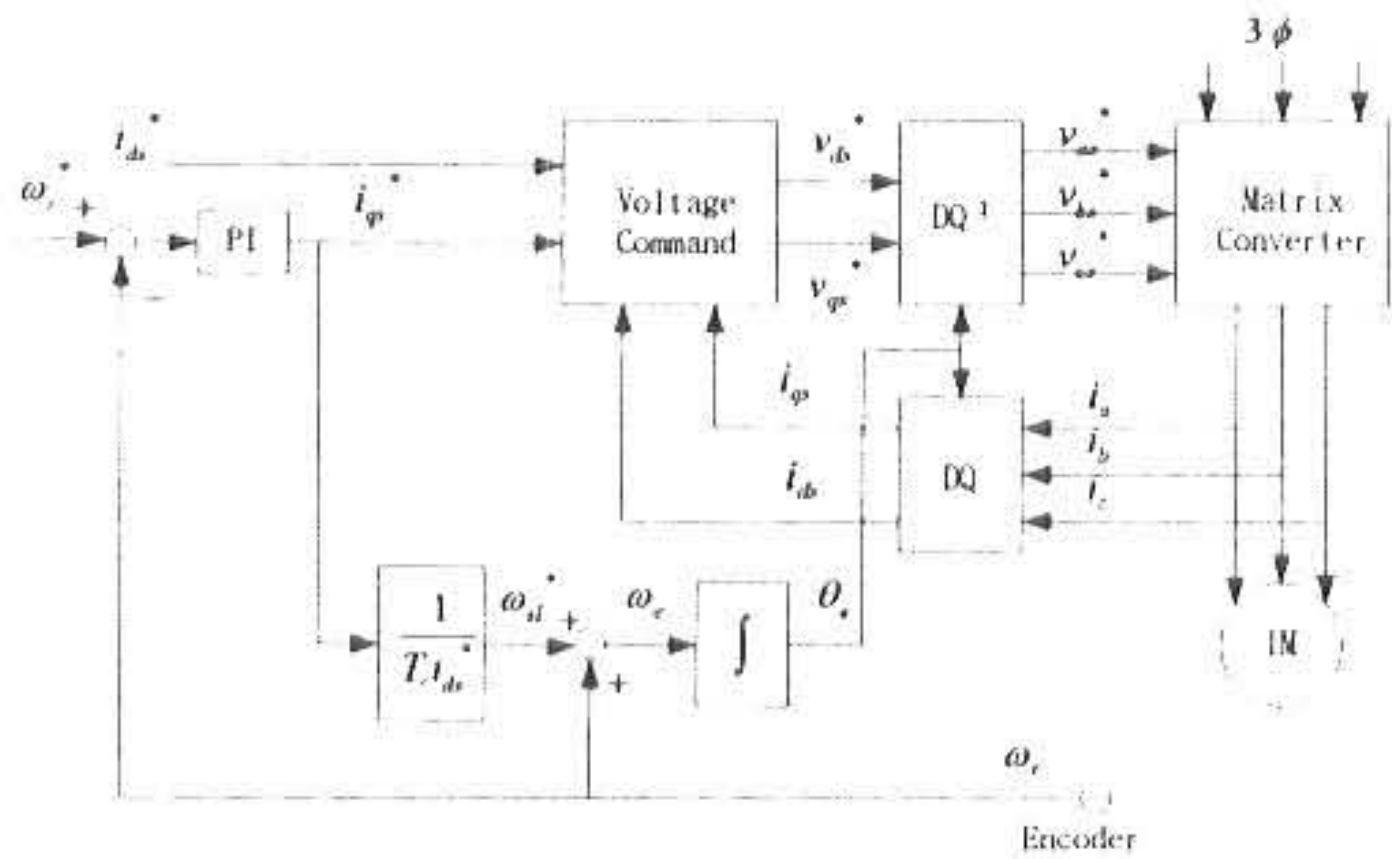 3 ϕ
i_ds*
ω_r* +
−
PI
i_qs*
Voltage
Command
v_ds*
v_qs*
DQ⁻¹
v_as*
v_bs*
v_cs*
Matrix
Converter
i_qs
i_ds
DQ
i_a
i_b
i_c
1
T_r i_ds*
ω_sl* +
+
ω_e
∫
θ_e
IM
ω_r
Encoder